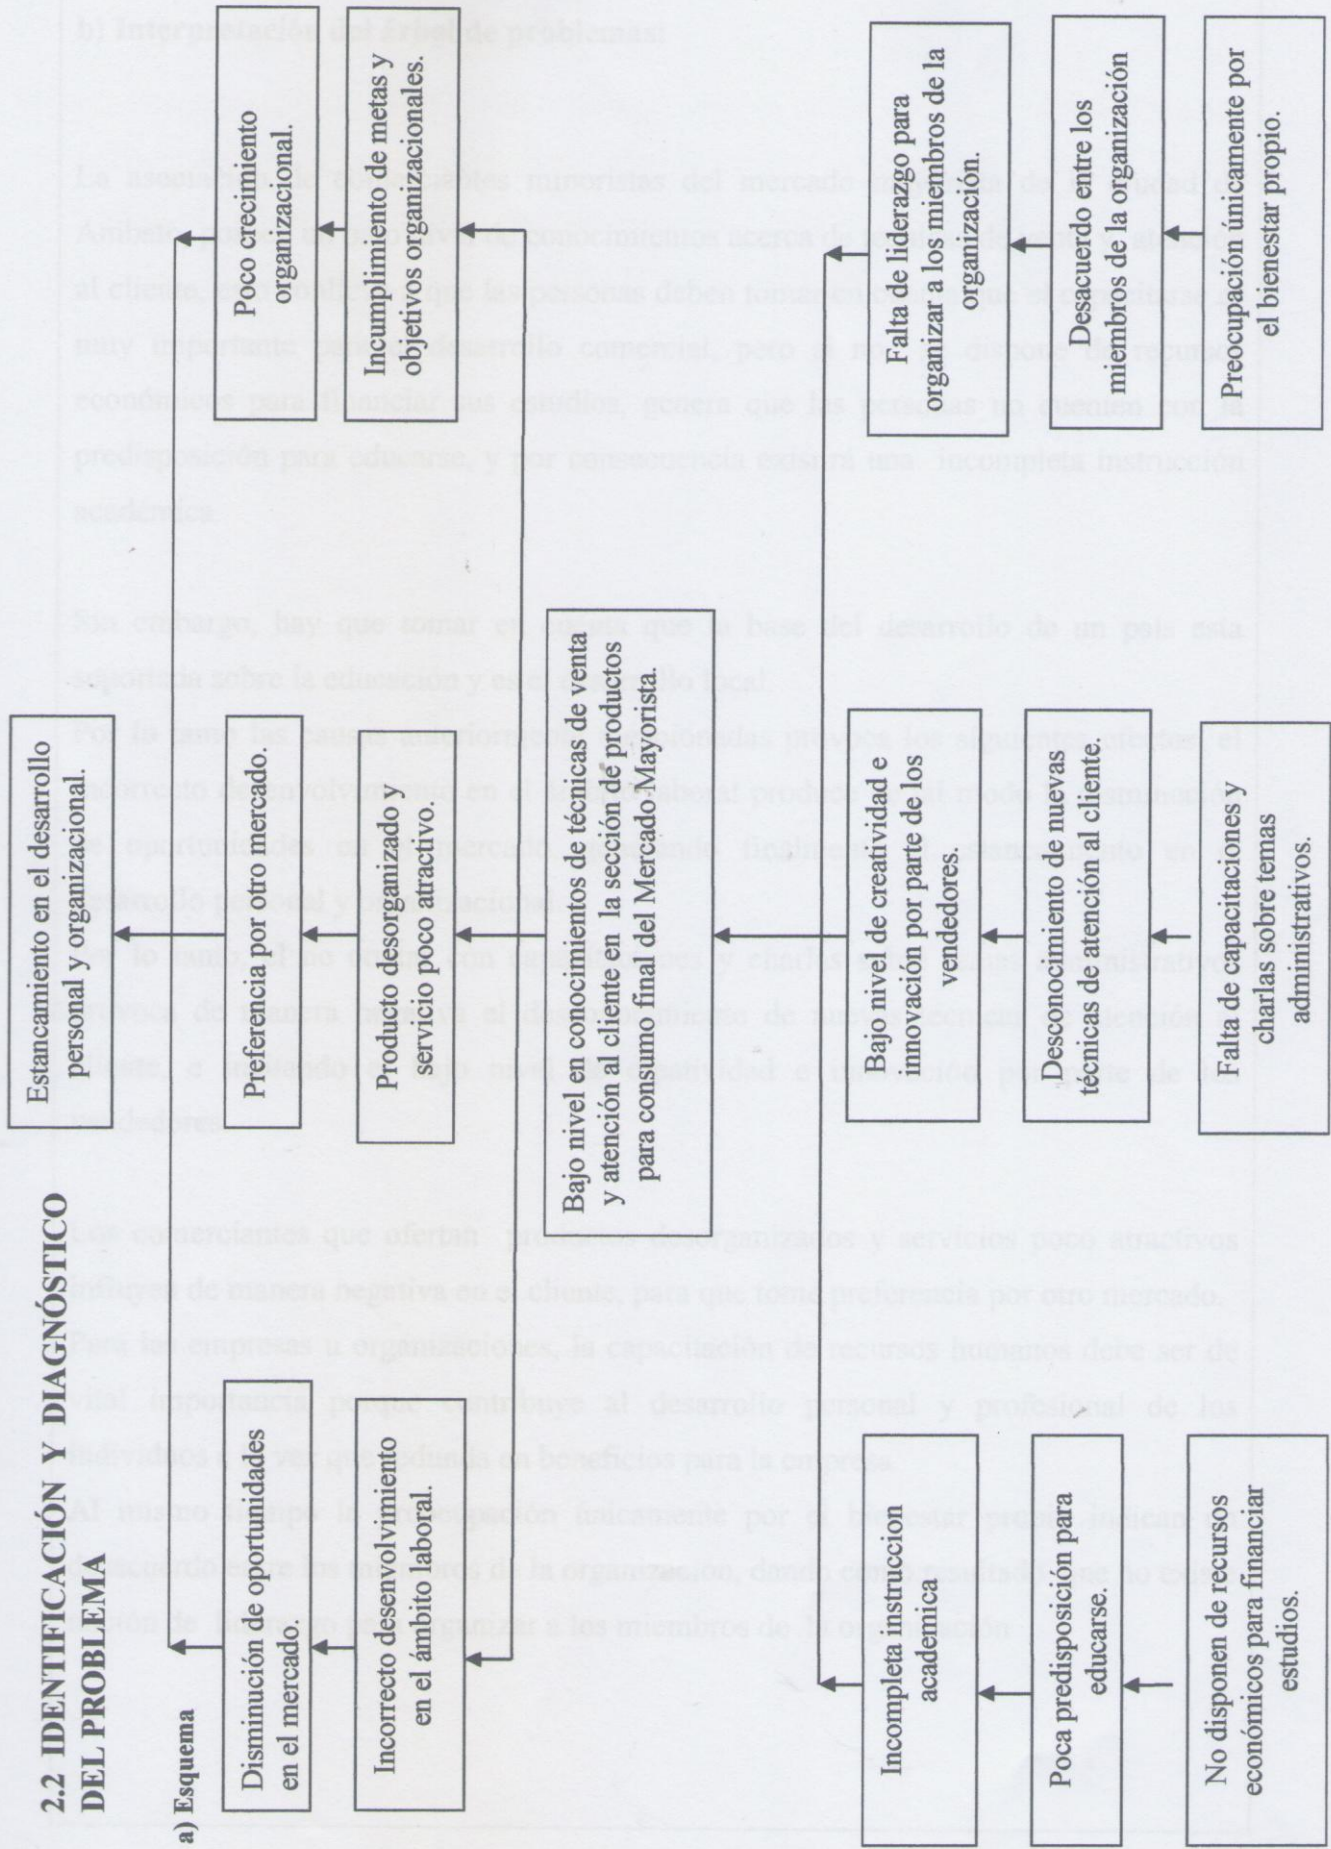 2.2 IDENTIFICACIÓN Y DIAGNÓSTICO
DEL PROBLEMA
a) Esquema
Estancamiento en el desarrollo
personal y organizacional.
Disminución de oportunidades
en el mercado.
Preferencia por otro mercado.
Poco crecimiento
organizacional.
Incorrecto desenvolvimiento
en el ámbito laboral.
Producto desorganizado y
servicio poco atractivo.
Insumplimiento de metas y
objetivos organizacionales.
Bajo nivel en conocimientos de técnicas de venta
y atención al cliente en la sección de productos
para consumo final del Mercado Mayorista.
Incompleta instruccion
academica
Bajo nivel de creatividad e
innovación por parte de los
vendedores.
Falta de liderazgo para
organizar a los miembros de la
organización.
Poca predisposición para
educarse.
Desconocimiento de nuevas
técnicas de atención al cliente.
Desacuerdo entre los
miembros de la organización
No disponen de recursos
económicos para financiar
estudios.
Falta de capacitaciones y
charlas sobre temas
administrativos.
Preocupación unicamente por
el bienestar propio.